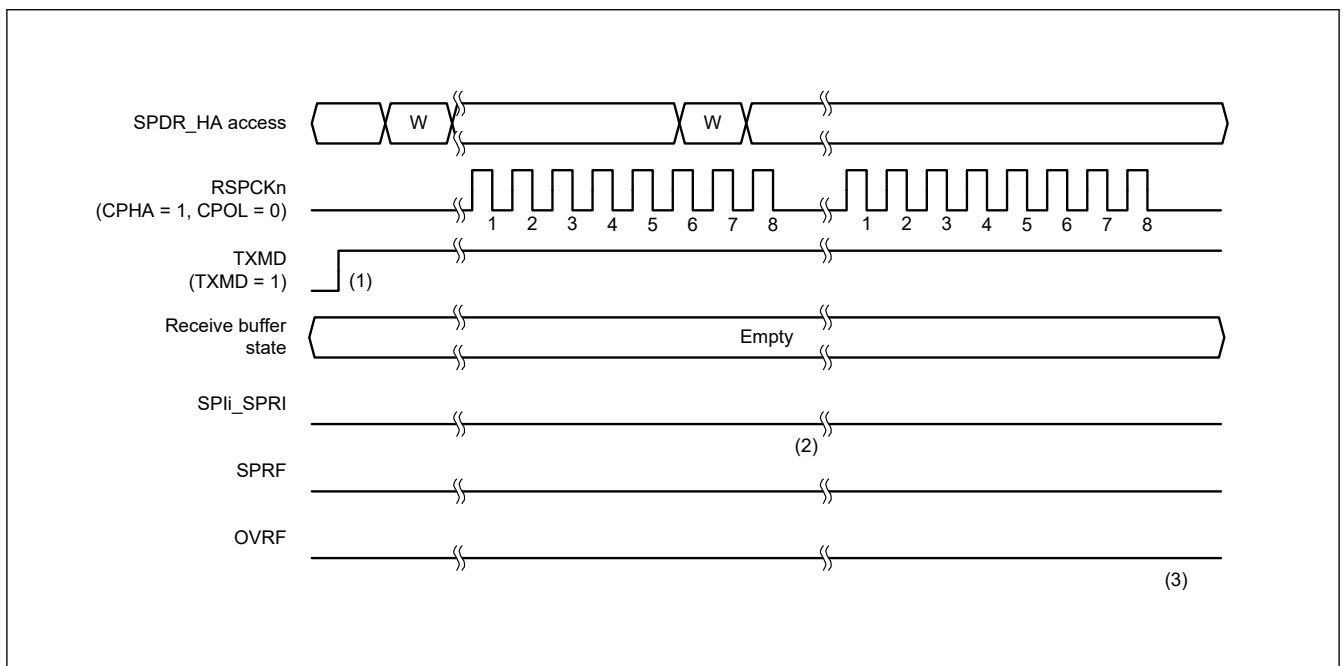 SPDR_HA access
W
W
RSPCKn
(CPHA = 1, CPOL = 0)
1 2 3 4 5 6 7 8
1 2 3 4 5 6 7 8
TXMD
(TXMD = 1)
(1)
Receive buffer
state
Empty
SPIi_SPRI
(2)
SPRF
OVRF
(3)